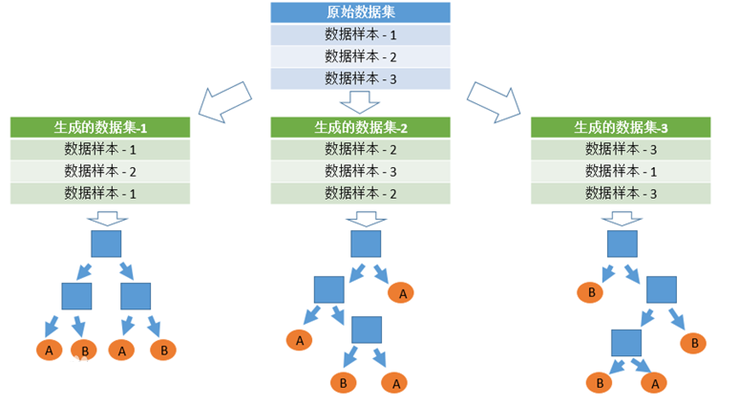 原始数据集
数据样本 - 1
数据样本 - 2
数据样本 - 3
生成的数据集-1
数据样本 - 1
数据样本 - 2
数据样本 - 1
生成的数据集-2
数据样本 - 2
数据样本 - 3
数据样本 - 2
生成的数据集-3
数据样本 - 3
数据样本 - 1
数据样本 - 3
A
B
A
B
A
A
B
A
B
B
B
A